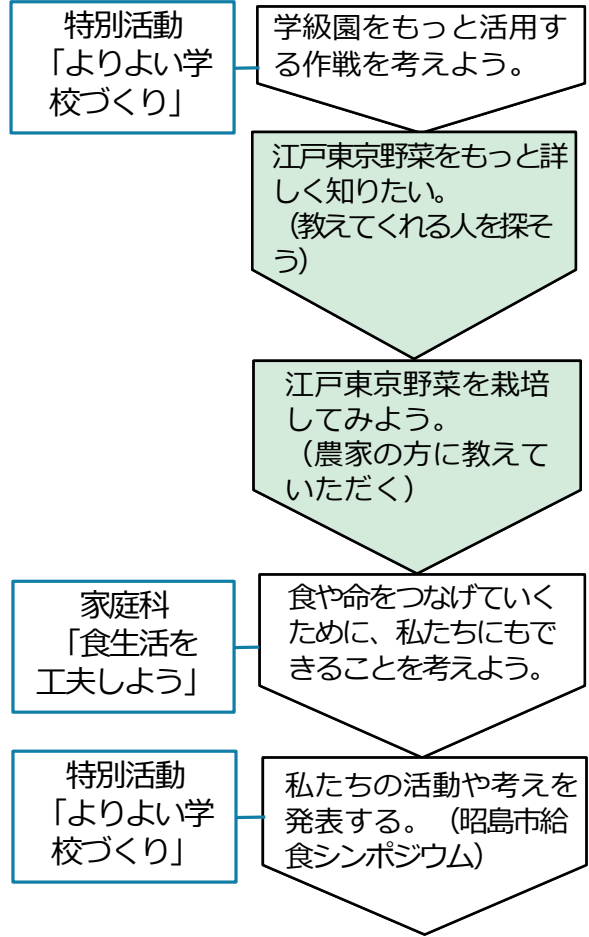 特別活動
「よりよい学
校づくり」
学級園をもっと活用す
る作戦を考えよう。
江戸東京野菜をもっと詳
しく知りたい。
（教えてくれる人を探そ
う）
江戸東京野菜を栽培
してみよう。
（農家の方に教えて
いただく）
家庭科
「食生活を
工夫しよう」
食や命をつなげていく
ために、私たちにもで
きることを考えよう。
特別活動
「よりよい学
校づくり」
私たちの活動や考えを
発表する。（昭島市給
食シンポジウム）